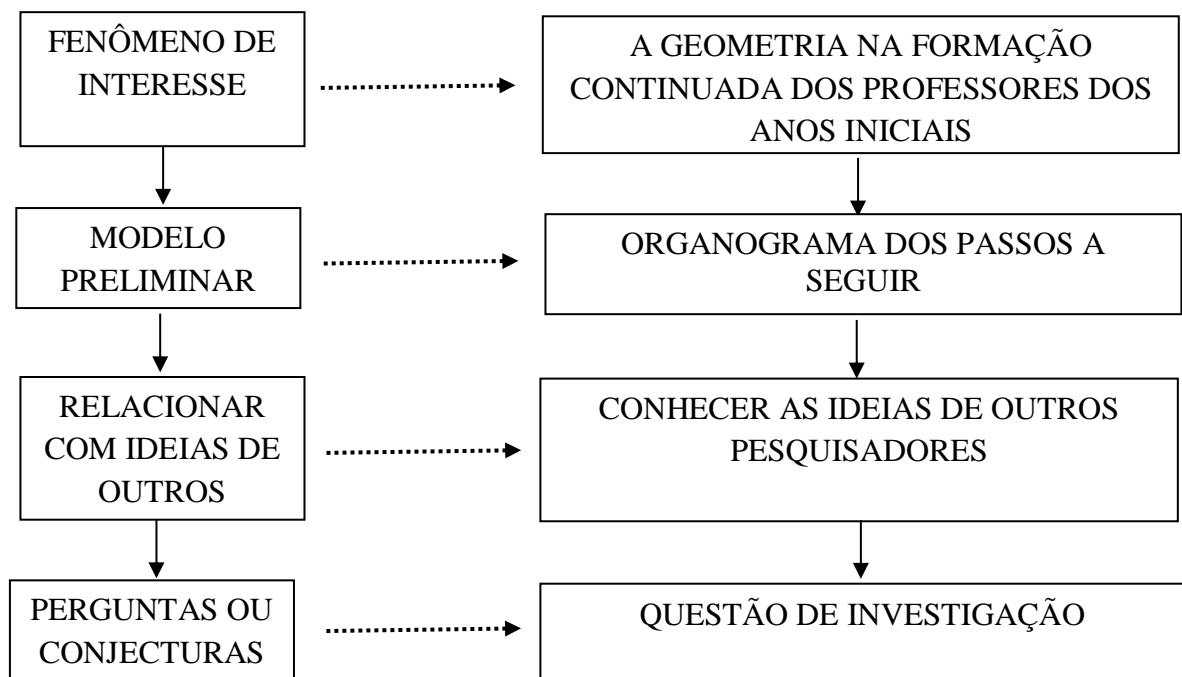 FENÔMENO DE
INTERESSE
A GEOMETRIA NA FORMAÇÃO
CONTINUADA DOS PROFESSORES DOS
ANOS INICIAIS
MODELO
PRELIMINAR
ORGANOGRAMA DOS PASSOS A
SEGUIR
RELACIONAR
COM IDEIAS DE
OUTROS
CONHECER AS IDEIAS DE OUTROS
PESQUISADORES
PERGUNTAS OU
CONJECTURAS
QUESTÃO DE INVESTIGAÇÃO